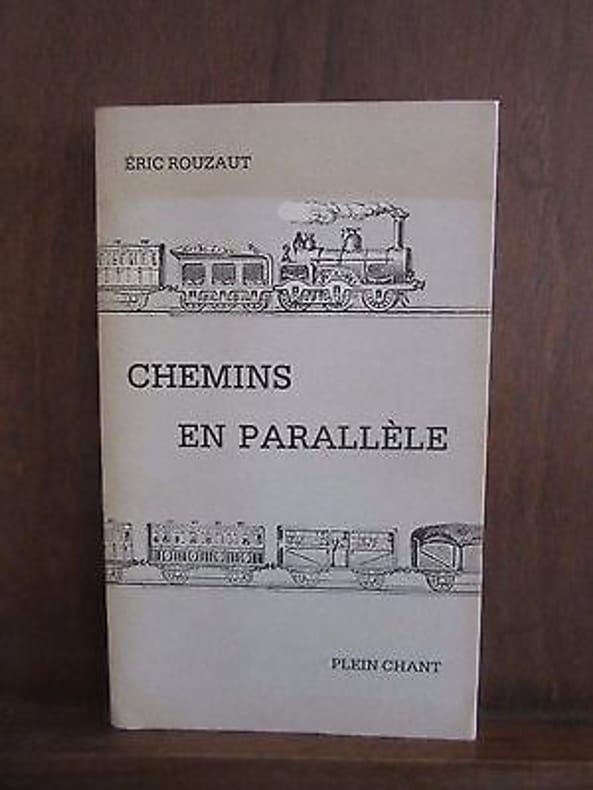 ÉRIC ROUZAUT
CHEMINS
EN PARALLÈLE
PLEIN CHANT